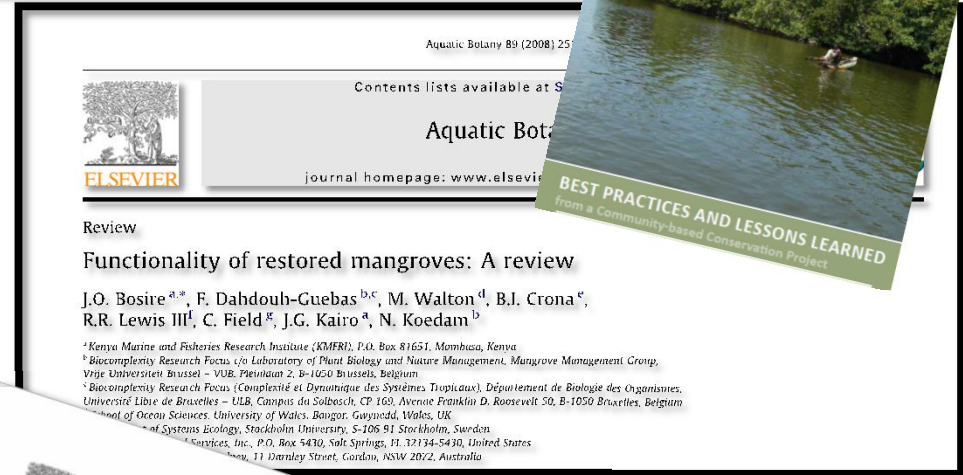 Aquatic Botany 89 (2008)
Contents lists available at
Aquatic
journal homepage:
ELSEVIER
BEST PRACTICES AND LESSONS LEARNED
from a Community-based Conservation Project
Review
Functionality of restored mangroves: A review
J.O. Bosire a,*, F. Dahdouh-Guebas b,c, M. Walton d, B.I. Crona e,
R.R. Lewis III f, C. Field g, J.G. Kairo a, N. Koedam b
a Kenya Marine and Fisheries Research Institute (KMFRI), P.O. Box 81651, Mombasa, Kenya
b Biocomplexity Research Focus c/o Laboratory of Plant Biology and Nature Management, Mangrove Management Group,
Vrije Universiteit Brussel – VUB, Pleinlaan 2, B-1050 Brussels, Belgium
c Biocomplexity Research Focus (Complexité et Dynamique des Systèmes Tropicaux), Département de Biologie des Organismes,
Université Libre de Bruxelles – ULB, Campus du Solbosch, CP 169, Avenue Franklin D. Roosevelt 50, B-1050 Bruxelles, Belgium
of Ocean Sciences, University of Wales, Bangor, Gwynedd, Wales, UK
of Systems Ecology, Stockholm University, S-106 91 Stockholm, Sweden
Services, Inc., P.O. Box 5430, Salt Springs, FL 32134-5430, United States
11 Darnley Street, Gordon, NSW 2072, Australia